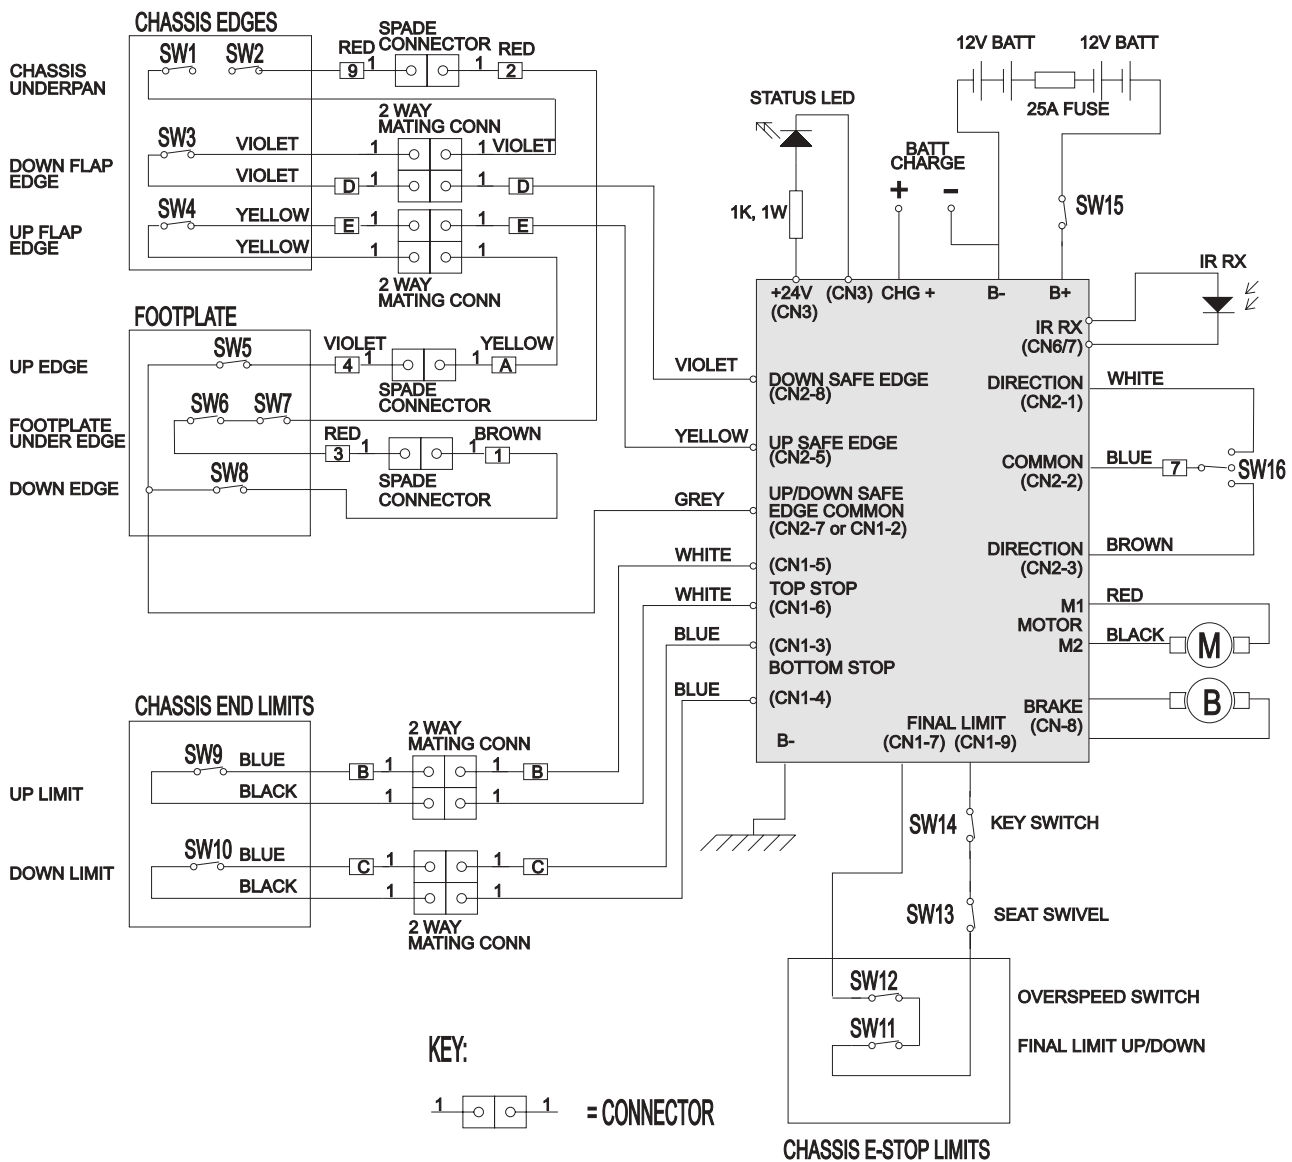 CHASSIS EDGES
SW1
SW2
CHASSIS
UNDERPAN
RED
9
1
SPADE
CONNECTOR
1
RED
2
2 WAY
MATING CONN
SW3
VIOLET
1
1
VIOLET
DOWN FLAP
EDGE
VIOLET
D
1
1
D
SW4
YELLOW
E
1
1
E
UP FLAP
EDGE
YELLOW
1
1
2 WAY
MATING CONN
FOOTPLATE
SW5
UP EDGE
VIOLET
4
1
SPADE
CONNECTOR
1
YELLOW
A
SW6
SW7
FOOTPLATE
UNDER EDGE
RED
3
1
SPADE
CONNECTOR
1
BROWN
1
SW8
DOWN EDGE
CHASSIS END LIMITS
SW9
BLUE
B
1
2 WAY
MATING CONN
1
B
BLACK
1
1
UP LIMIT
SW10
BLUE
C
1
1
C
BLACK
1
1
DOWN LIMIT
2 WAY
MATING CONN
STATUS LED
1K, 1W
BATT
CHARGE
+
-
12V BATT
12V BATT
25A FUSE
SW15
IR RX
+24V
(CN3)
(CN3)
CHG +
B-
B+
IR RX
(CN6/7)
VIOLET
DOWN SAFE EDGE
(CN2-8)
YELLOW
UP SAFE EDGE
(CN2-5)
GREY
UP/DOWN SAFE
EDGE COMMON
(CN2-7 or CN1-2)
WHITE
(CN1-5)
TOP STOP
WHITE
(CN1-6)
BLUE
(CN1-3)
BOTTOM STOP
BLUE
(CN1-4)
B-
DIRECTION
(CN2-1)
WHITE
COMMON
(CN2-2)
BLUE
7
SW16
DIRECTION
(CN2-3)
BROWN
M1
RED
MOTOR
M2
BLACK
M
BRAKE
(CN-8)
B
FINAL LIMIT
(CN1-7)
(CN1-9)
SW14
KEY SWITCH
SW13
SEAT SWIVEL
SW12
OVERSPEED SWITCH
SW11
FINAL LIMIT UP/DOWN
CHASSIS E-STOP LIMITS
KEY:
1
1
= CONNECTOR